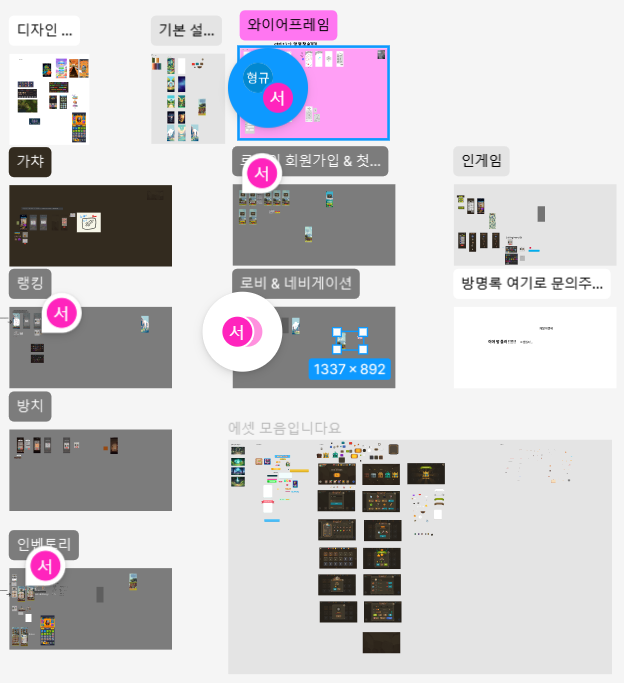 디자인 ...
기본 설...
와이어프레임
형규
서
가챠
회원가입 & 첫...
서
인게임
랭킹
서
로비 & 네비게이션
서
1337 × 892
방명록 여기로 문의주...
방치
에셋 모음입니다요
인벤토리
서